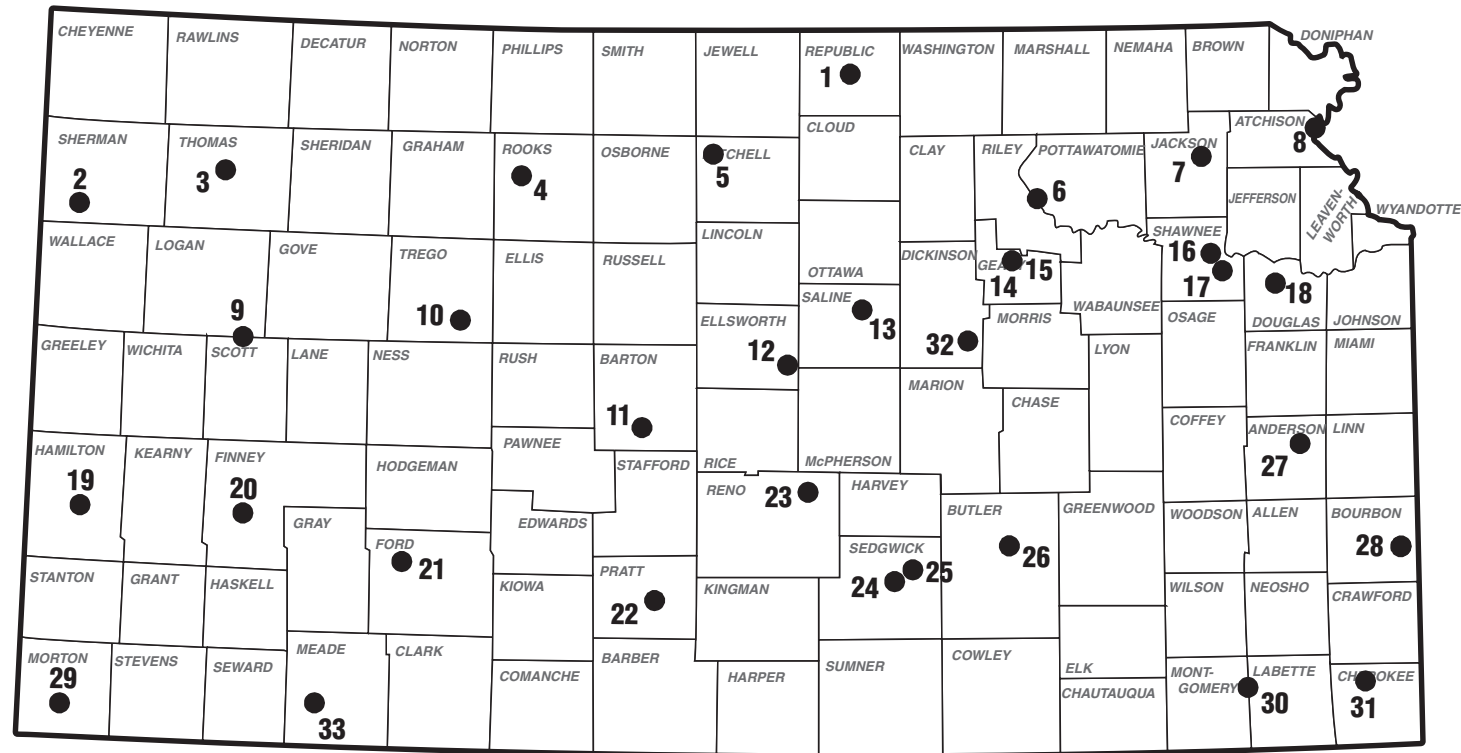 CHEYENNE
RAWLINS
DECATUR
NORTON
PHILLIPS
SMITH
JEWELL
REPUBLIC
WASHINGTON
MARSHALL
NEMAHA
BROWN
DONIPHAN
1
SHERMAN
THOMAS
SHERIDAN
GRAHAM
ROOKS
OSBORNE
TCHELL
CLOUD
CLAY
RILEY
POTTAWATOMIE
JACKSON
ATCHISON
2
3
4
5
6
7
8
JEFFERSON
LEAVEN-
WORTH
WYANDOTTE
WALLACE
LOGAN
GOVE
TREGO
ELLIS
RUSSELL
LINCOLN
OTTAWA
DICKINSON
GEA Y
WABAUNSEE
SHAWNEE
9
10
SALINE
13
14
15
16
17
18
OSAGE
DOUGLAS
JOHNSON
GREELEY
WICHITA
SCOTT
LANE
NESS
RUSH
BARTON
ELLSWORTH
12
32
MORRIS
LYON
FRANKLIN
MIAMI
11
MARION
CHASE
COFFEY
ANDERSON
LINN
27
HAMILTON
KEARNY
FINNEY
HODGEMAN
PAWNEE
STAFFORD
RICE
McPHERSON
19
20
RENO
23
HARVEY
BUTLER
GREENWOOD
WOODSON
ALLEN
BOURBON
GRAY
FORD
21
EDWARDS
SEDGWICK
24
25
26
28
STANTON
GRANT
HASKELL
KIOWA
PRATT
22
KINGMAN
WILSON
NEOSHO
CRAWFORD
MORTON
29
STEVENS
SEWARD
MEADE
33
CLARK
COMANCHE
BARBER
HARPER
SUMNER
COWLEY
ELK
CHAUTAUQUA
MONT-
GOMERY
LABETTE
30
CH OKEE
31